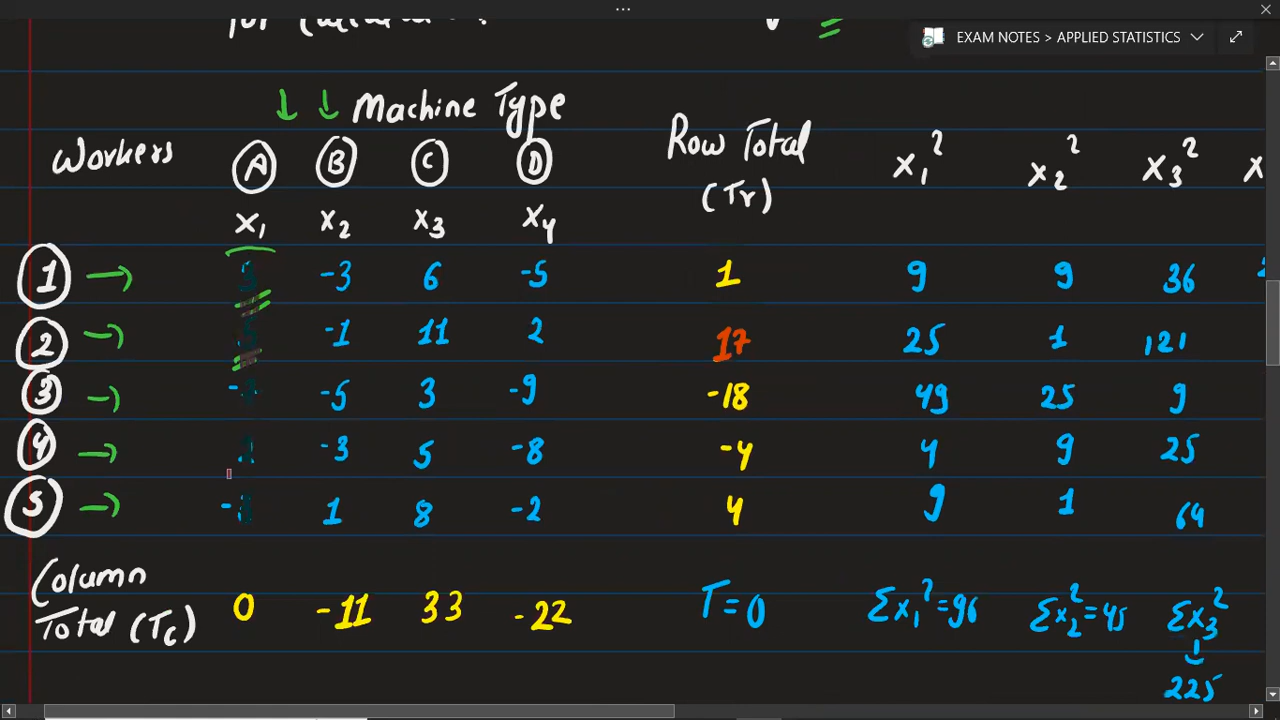 EXAM NOTES > APPLIED STATISTICS
Machine Type
Workers A B C D Row Total (Tr) x₁² x₂² x₃² x
x₁ x₂ x₃ x₄
1 → 3 -3 6 -5 1 9 9 36
2 → 5 -1 11 2 17 25 1 121
3 → - -5 3 -9 -18 49 25 9
4 → -3 5 -8 -4 4 9 25
5 → - 1 8 -2 4 9 1 64
Column Total (Tc) 0 -11 33 -22 T=0 Σx₁²=96 Σx₂²=45 Σx₃²
225